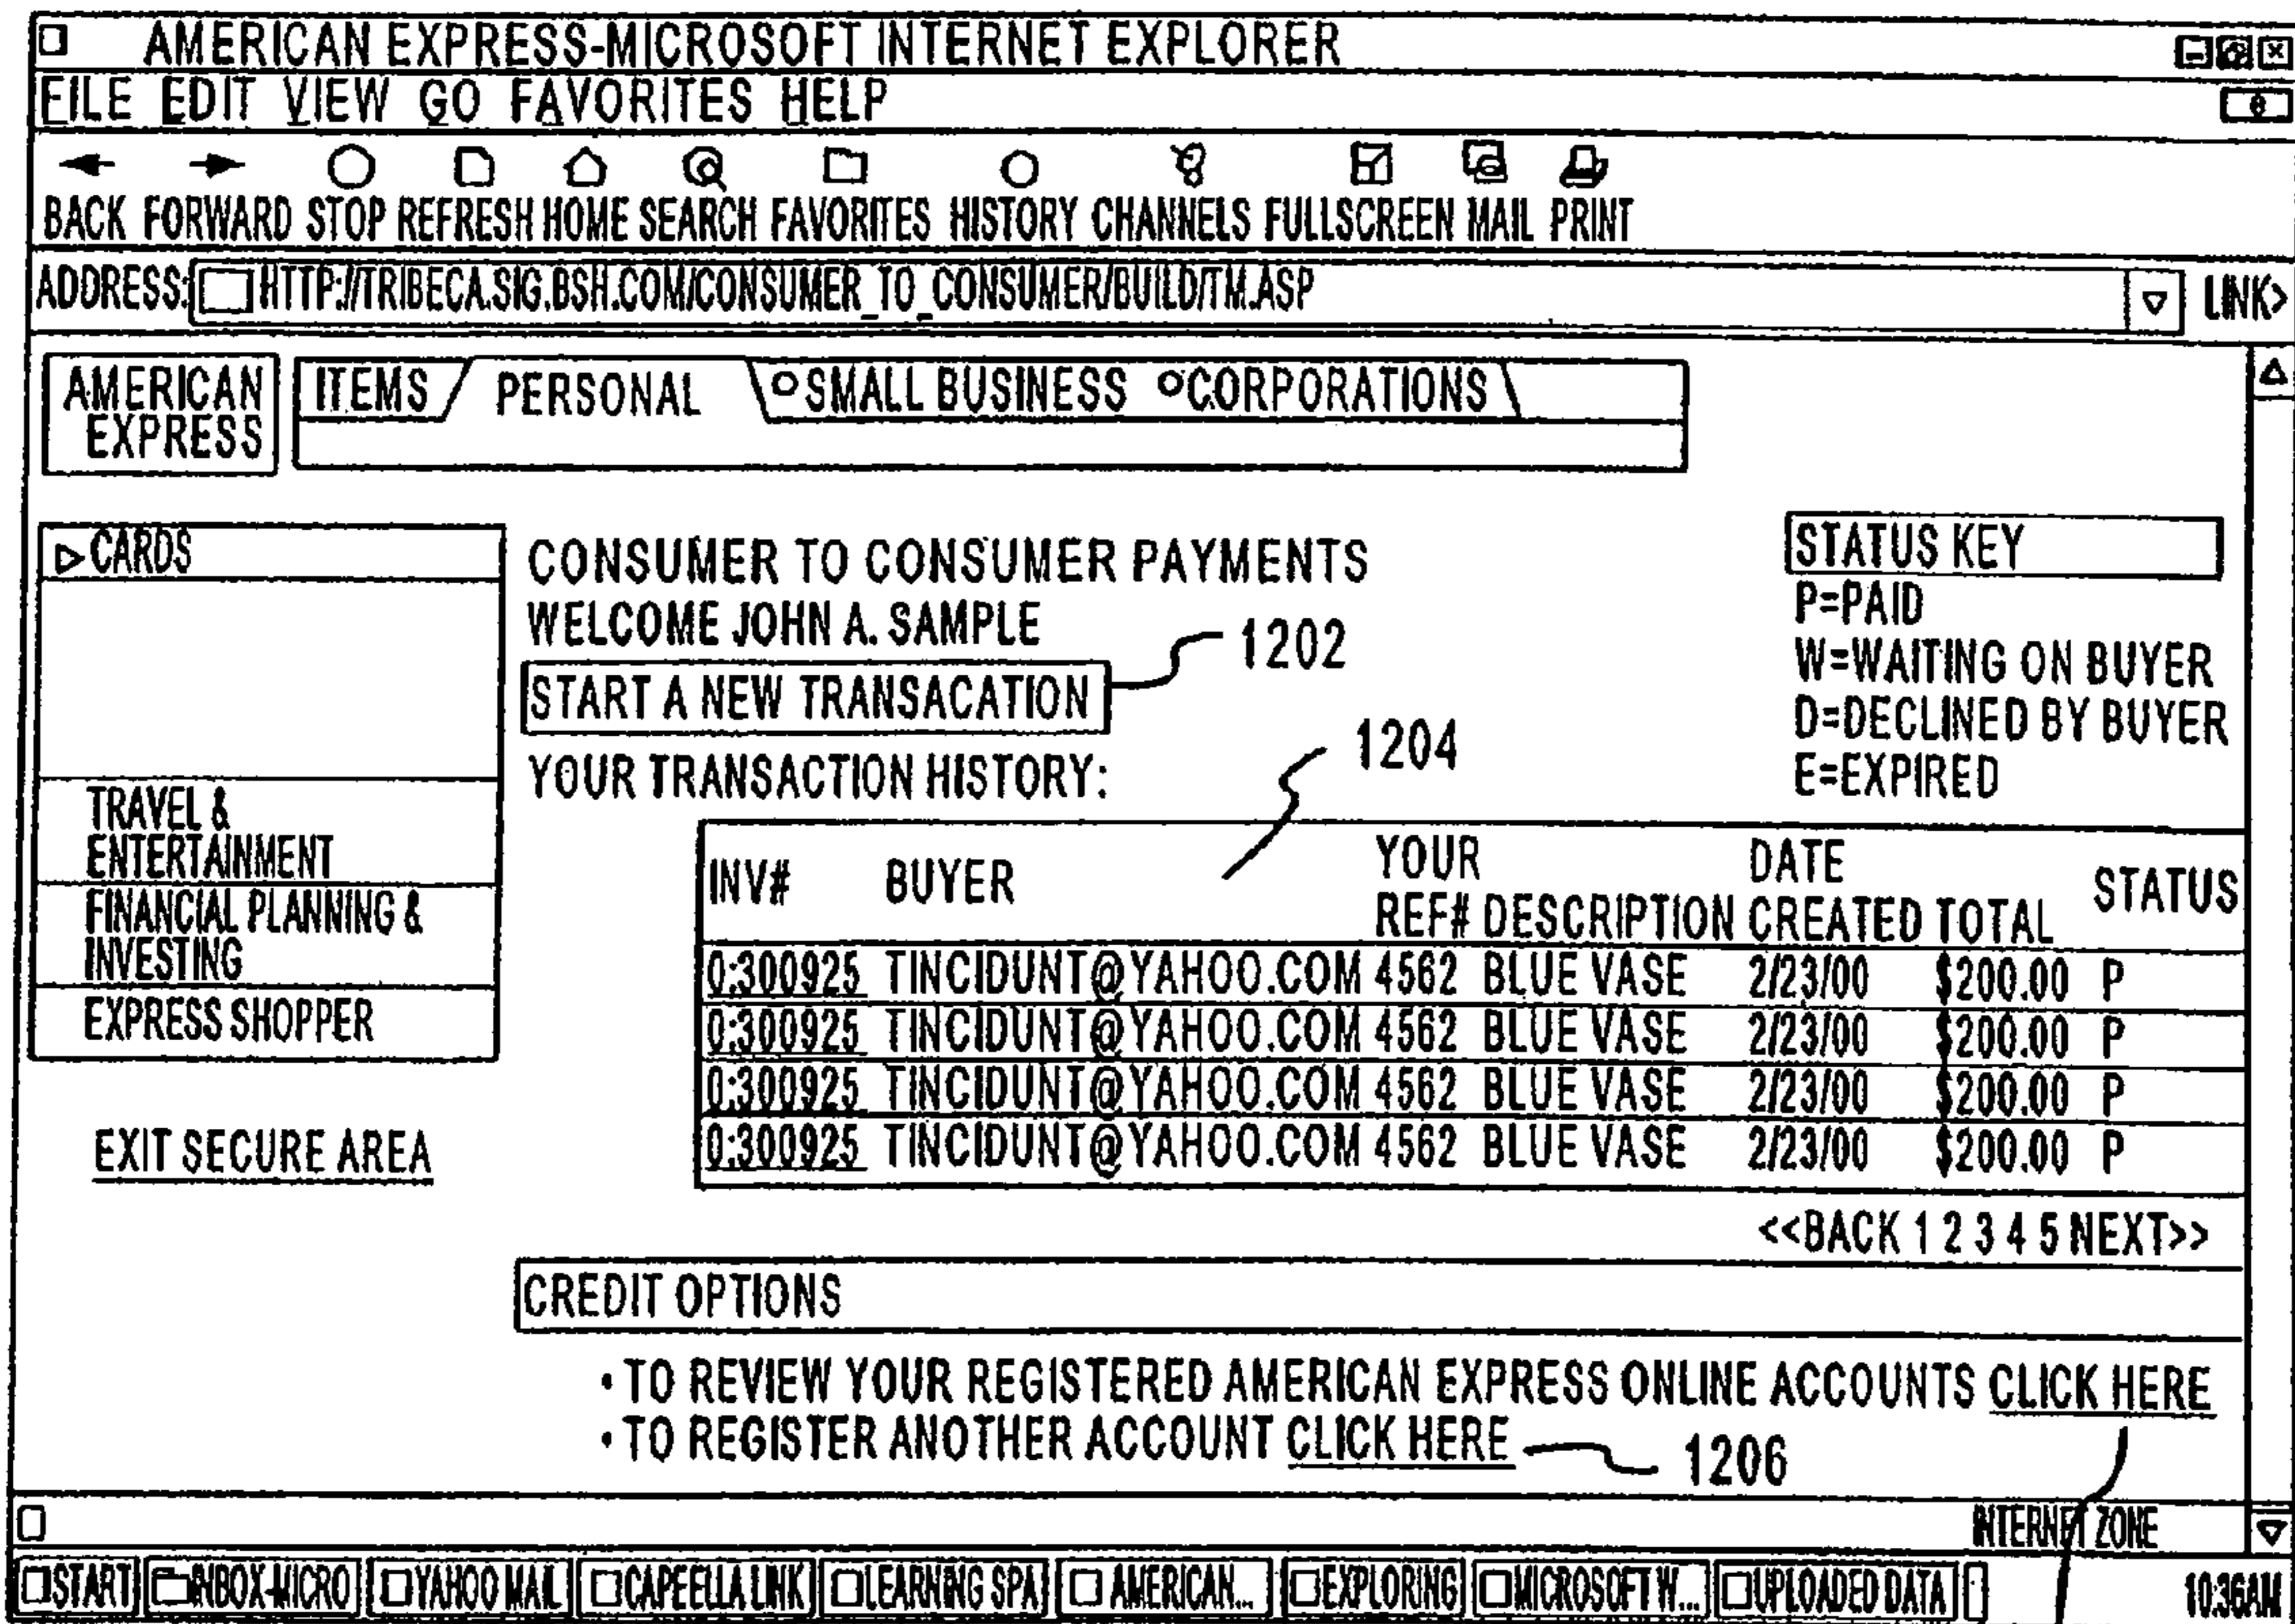 AMERICAN EXPRESS-MICROSOFT INTERNET EXPLORER
FILE EDIT VIEW GO FAVORITES HELP
e
BACK FORWARD STOP REFRESH HOME SEARCH FAVORITES HISTORY CHANNELS FULLSCREEN MAIL PRINT
ADDRESS: HTTP://TRIBECA.SIG.BSH.COM/CONSUMER_TO_CONSUMER/BUILD/TM.ASP LINK>
AMERICAN EXPRESS
ITEMS PERSONAL SMALL BUSINESS CORPORATIONS
CARDS
TRAVEL &
ENTERTAINMENT
FINANCIAL PLANNING &
INVESTING
EXPRESS SHOPPER
EXIT SECURE AREA
CONSUMER TO CONSUMER PAYMENTS
WELCOME JOHN A. SAMPLE
START A NEW TRANSACATION 1202
YOUR TRANSACTION HISTORY: 1204
STATUS KEY
P=PAID
W=WAITING ON BUYER
D=DECLINED BY BUYER
E=EXPIRED
INV# BUYER YOUR REF# DESCRIPTION DATE CREATED TOTAL STATUS
0:300925 TINCIDUNT@YAHOO.COM 4562 BLUE VASE 2/23/00 $200.00 P
0:300925 TINCIDUNT@YAHOO.COM 4562 BLUE VASE 2/23/00 $200.00 P
0:300925 TINCIDUNT@YAHOO.COM 4562 BLUE VASE 2/23/00 $200.00 P
0:300925 TINCIDUNT@YAHOO.COM 4562 BLUE VASE 2/23/00 $200.00 P
<<BACK 1 2 3 4 5 NEXT>>
CREDIT OPTIONS
• TO REVIEW YOUR REGISTERED AMERICAN EXPRESS ONLINE ACCOUNTS CLICK HERE
• TO REGISTER ANOTHER ACCOUNT CLICK HERE 1206
INTERNET ZONE
START INBOX-MICRO YAHOO MAIL CAPEELLA LINK LEARNING SPA AMERICAN... EXPLORING MICROSOFT W... UPLOADED DATA 10:36AM